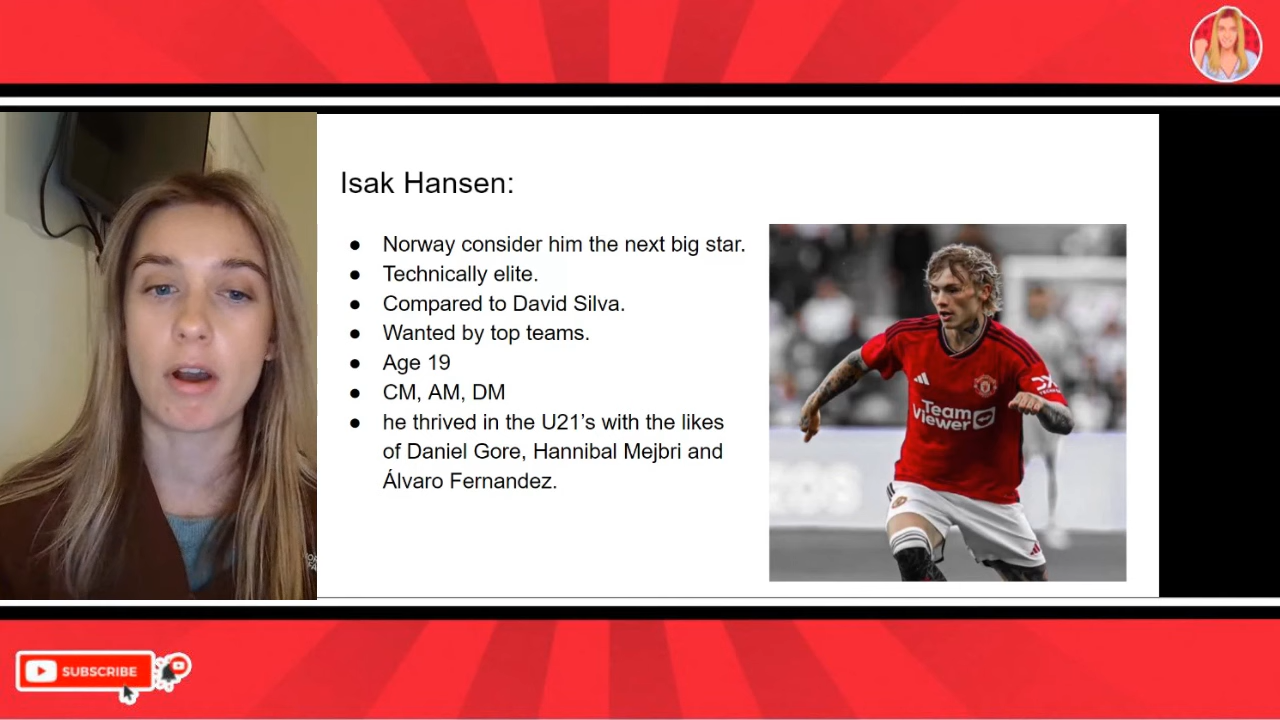 Isak Hansen:
● Norway consider him the next big star.
● Technically elite.
● Compared to David Silva.
● Wanted by top teams.
● Age 19
● CM, AM, DM
● he thrived in the U21’s with the likes
of Daniel Gore, Hannibal Mejbri and
Álvaro Fernandez.
Team
Viewer
SUBSCRIBE